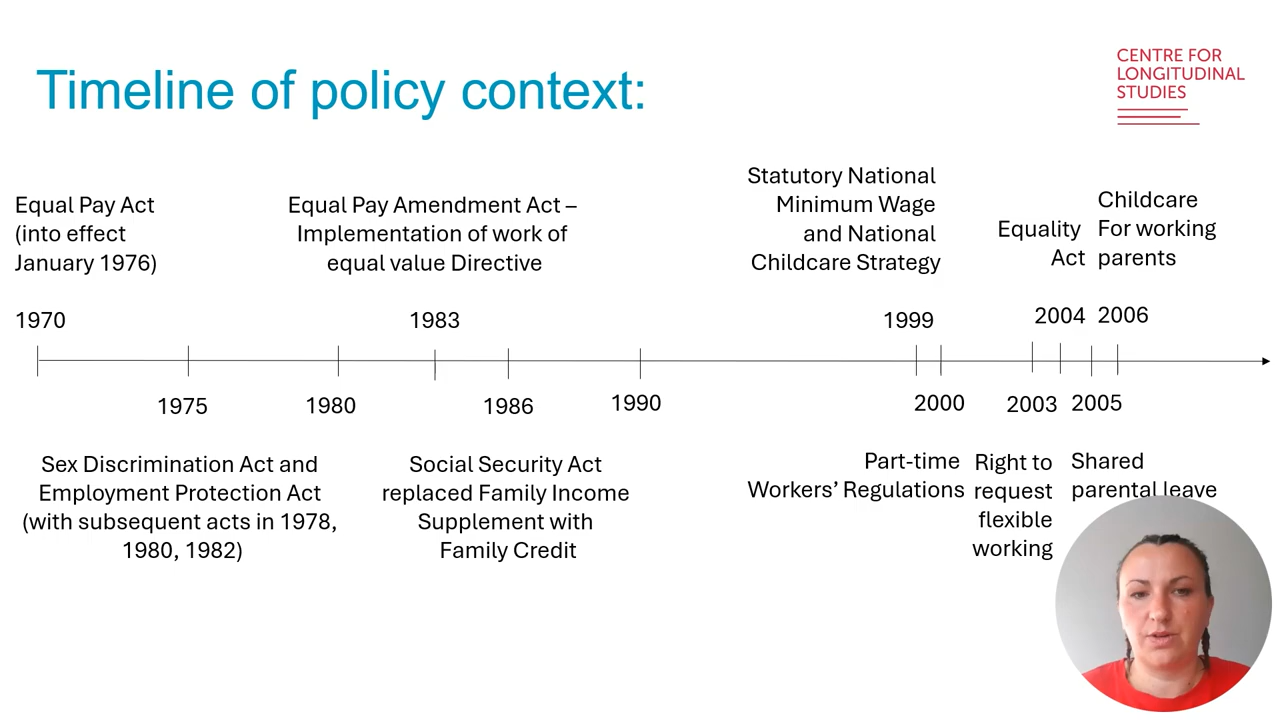 Timeline of policy context:
CENTRE FOR
LONGITUDINAL
STUDIES
Equal Pay Act
(into effect
January 1976)
Equal Pay Amendment Act –
Implementation of work of
equal value Directive
Statutory National
Minimum Wage
and National
Childcare Strategy
Equality
Act
Childcare
For working
parents
1970
1983
1999
2004
2006
1975
1980
1986
1990
2000
2003
2005
Sex Discrimination Act and
Employment Protection Act
(with subsequent acts in 1978,
1980, 1982)
Social Security Act
replaced Family Income
Supplement with
Family Credit
Part-time
Workers’ Regulations
Right to
request
flexible
working
Shared
parental leave